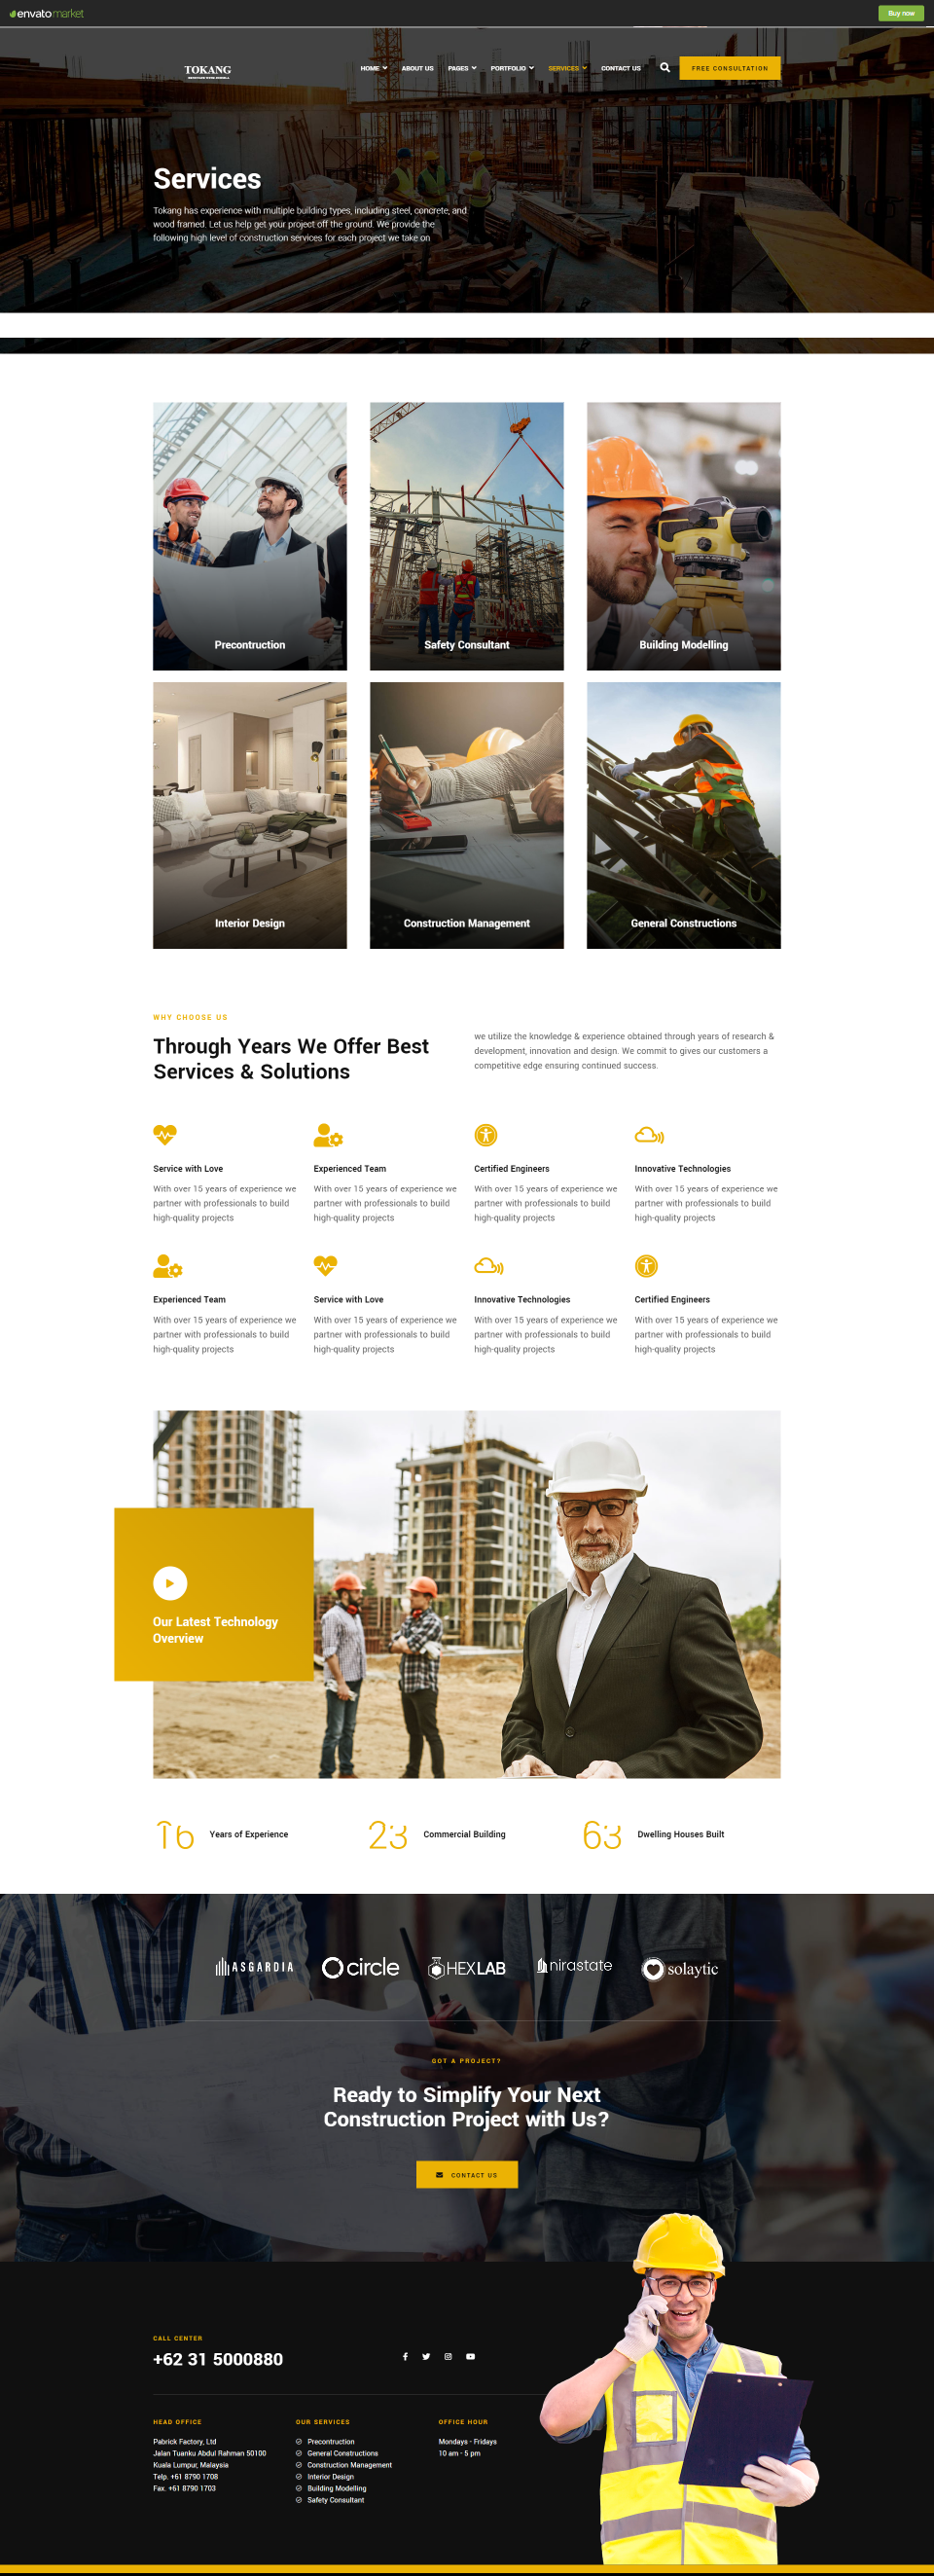 envato market
Buy now
TOKANG
HOME
ABOUT US
PAGES
PORTFOLIO
SERVICES
CONTACT US
FREE CONSULTATION
Services
Tokang has experience with multiple building types, including steel, concrete, and
wood framed. Let us help get your project off the ground. We provide the
following high level of construction services for each project we take on
Precontruction
Safety Consultant
Building Modelling
Interior Design
Construction Management
General Constructions
WHY CHOOSE US
Through Years We Offer Best
Services & Solutions
we utilize the knowledge & experience obtained through years of research &
development, innovation and design. We commit to gives our customers a
competitive edge ensuring continued success.
Service with Love
With over 15 years of experience we
partner with professionals to build
high-quality projects
Experienced Team
With over 15 years of experience we
partner with professionals to build
high-quality projects
Certified Engineers
With over 15 years of experience we
partner with professionals to build
high-quality projects
Innovative Technologies
With over 15 years of experience we
partner with professionals to build
high-quality projects
Experienced Team
With over 15 years of experience we
partner with professionals to build
high-quality projects
Service with Love
With over 15 years of experience we
partner with professionals to build
high-quality projects
Innovative Technologies
With over 15 years of experience we
partner with professionals to build
high-quality projects
Certified Engineers
With over 15 years of experience we
partner with professionals to build
high-quality projects
Our Latest Technology
Overview
16 Years of Experience
23 Commercial Building
63 Dwelling Houses Built
ASGARDIA
circle
HEXLAB
nirastate
solaytic
GOT A PROJECT?
Ready to Simplify Your Next
Construction Project with Us?
CONTACT US
CALL CENTER
+62 31 5000880
HEAD OFFICE
Pabrick Factory, Ltd
Jalan Tuanku Abdul Rahman 50100
Kuala Lumpur, Malaysia
Telp. +61 8790 1708
Fax. +61 8790 1703
OUR SERVICES
Precontruction
General Constructions
Construction Management
Interior Design
Building Modelling
Safety Consultant
OFFICE HOUR
Mondays - Fridays
10 am - 5 pm